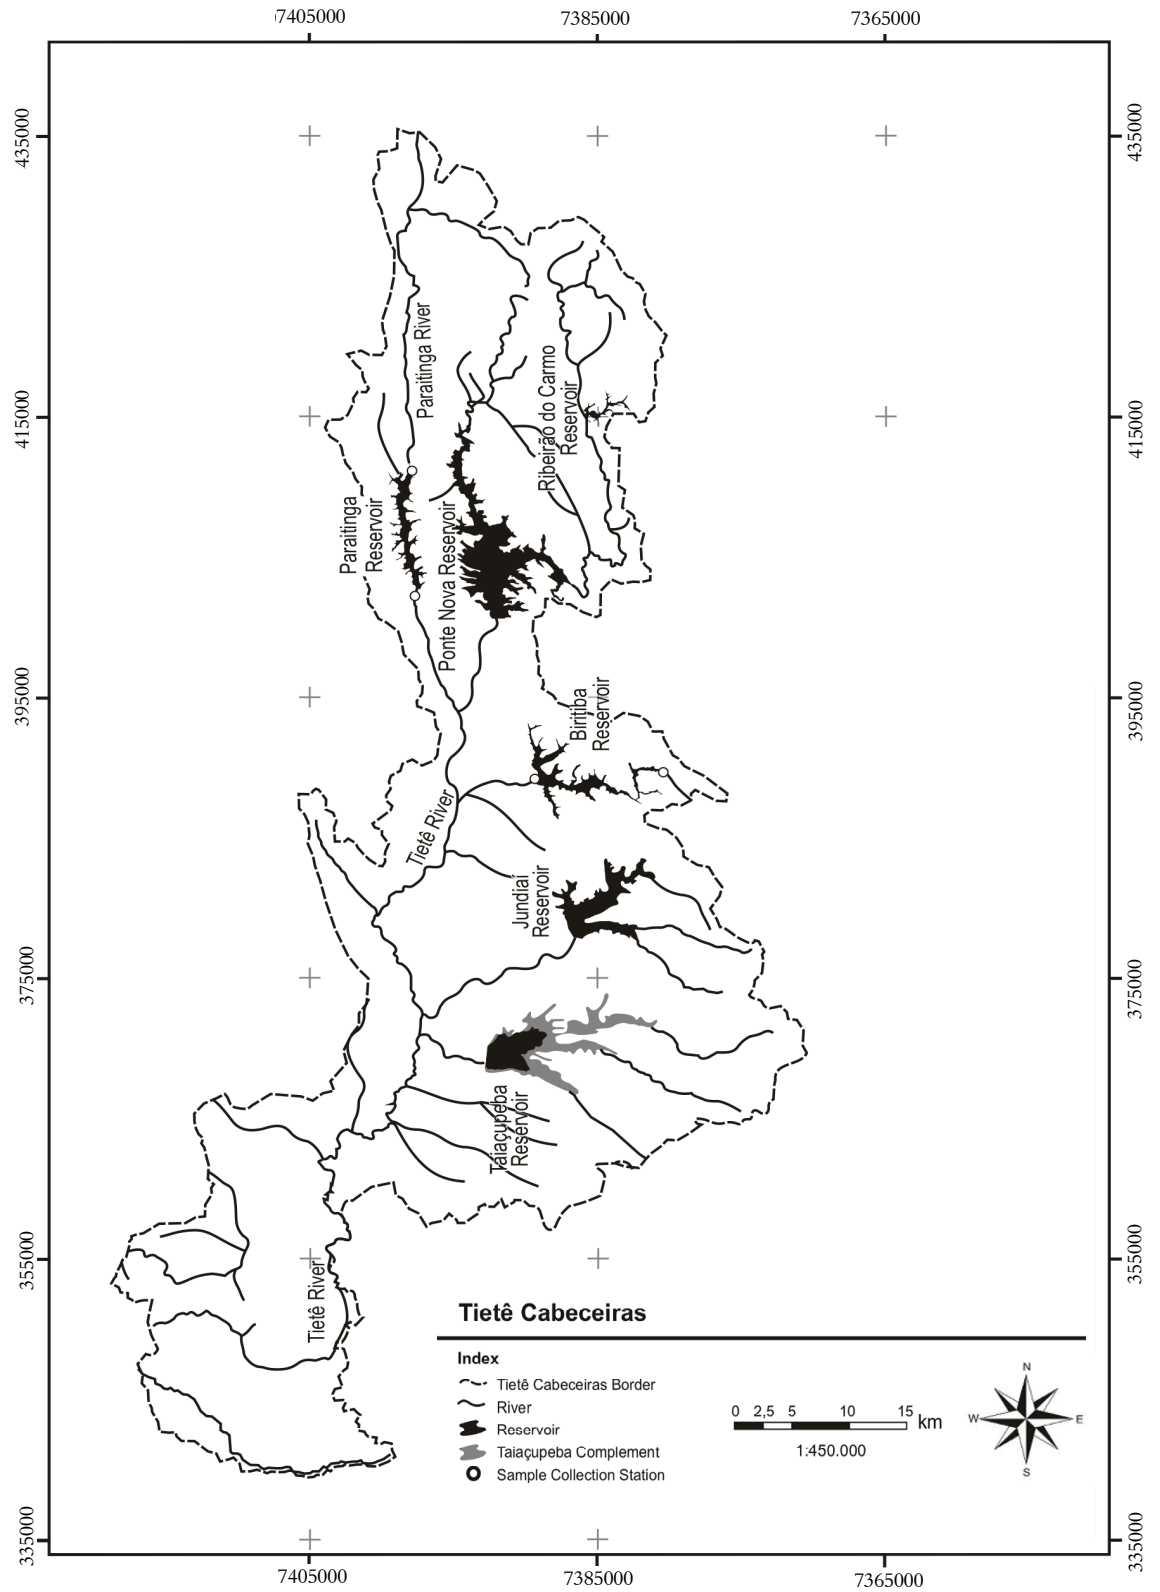 7405000
7385000
7365000
435000
435000
Paraitinga River
Ribeirão do Carmo
Reservoir
415000
415000
Paraitinga
Reservoir
Ponte Nova Reservoir
395000
395000
Biritiba
Reservoir
Tietê River
Jundiaí
Reservoir
375000
375000
Taiaçupeba
Reservoir
355000
355000
Tietê River
Tietê Cabeceiras
Index
Tietê Cabeceiras Border
River
Reservoir
Taiaçupeba Complement
Sample Collection Station
0 2,5 5 10 15 km
1:450.000
N
W E
S
335000
335000
7405000
7385000
7365000